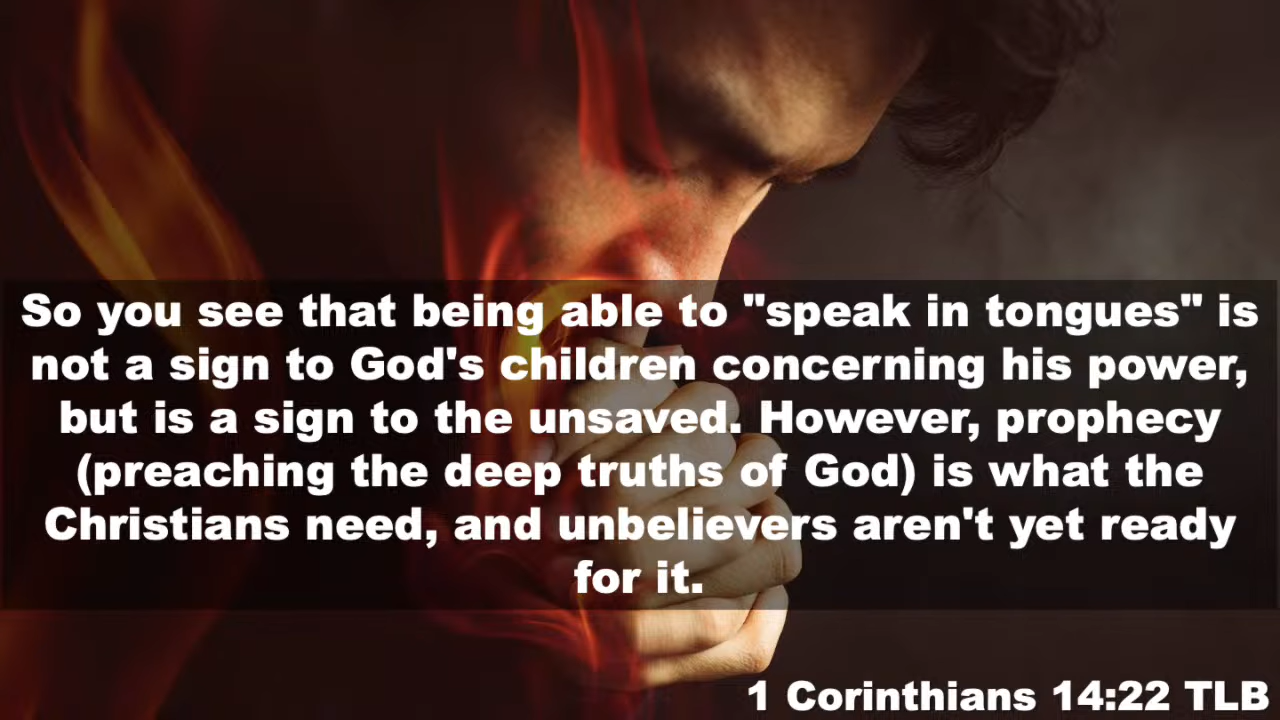 So you see that being able to "speak in tongues" is
not a sign to God's children concerning his power,
but is a sign to the unsaved. However, prophecy
(preaching the deep truths of God) is what the
Christians need, and unbelievers aren't yet ready
for it.
1 Corinthians 14:22 TLB